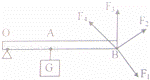 O A F₁ F₂
F₄
B
G F₃